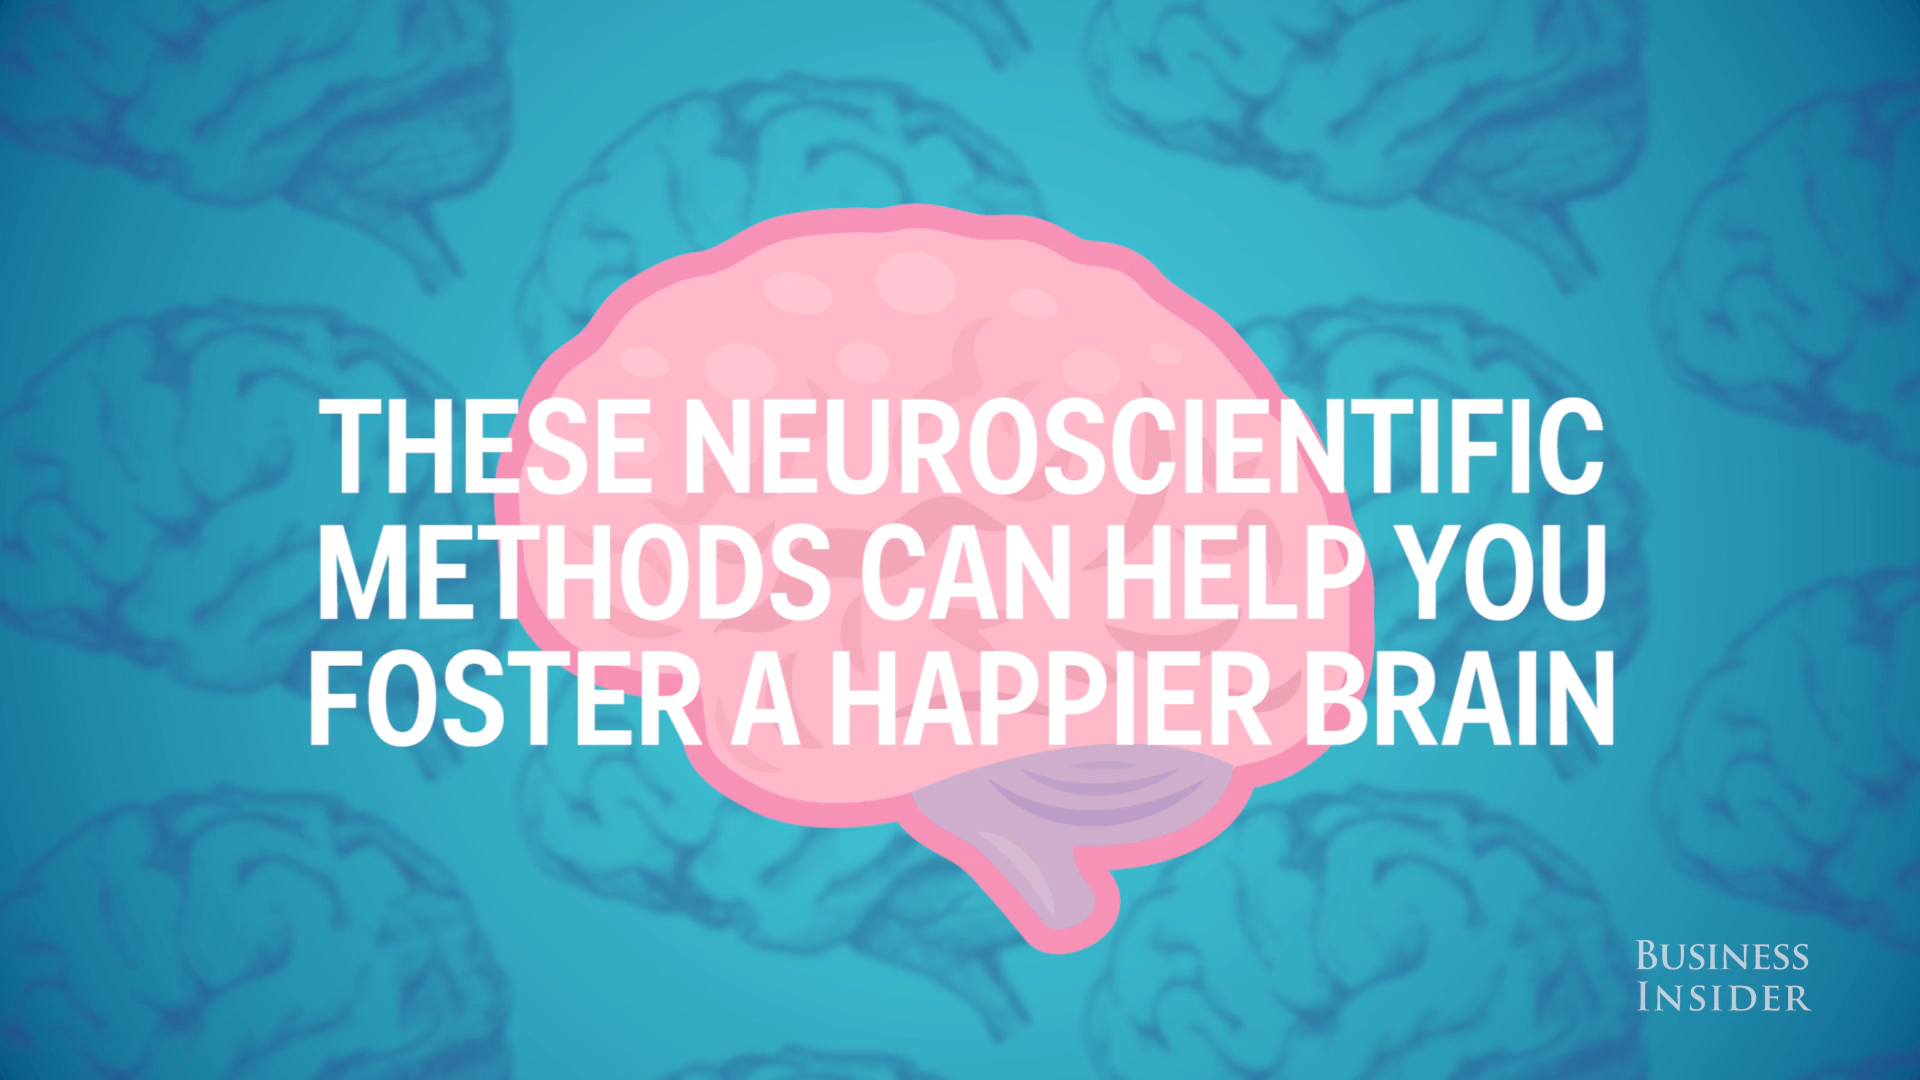 THESE NEUROSCIENTIFIC
METHODS CAN HELP YOU
FOSTER A HAPPIER BRAIN
BUSINESS
INSIDER